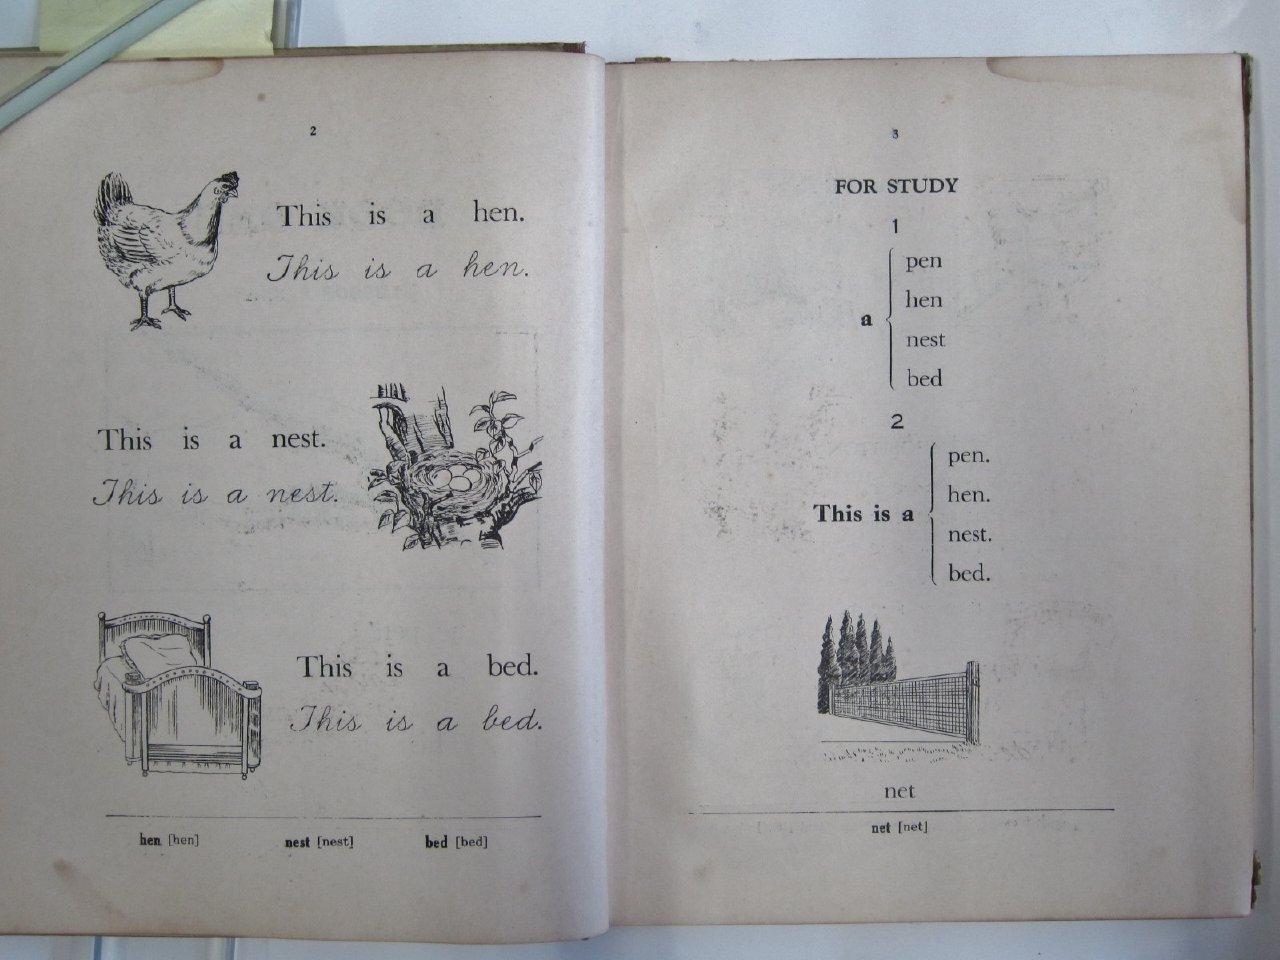 2
This is a hen.
This is a hen.
This is a nest.
This is a nest.
This is a bed.
This is a bed.
hen [hen] nest [nest] bed [bed]
3
FOR STUDY
1
a
pen
hen
nest
bed
2
This is a
pen.
hen.
nest.
bed.
net
net [net]